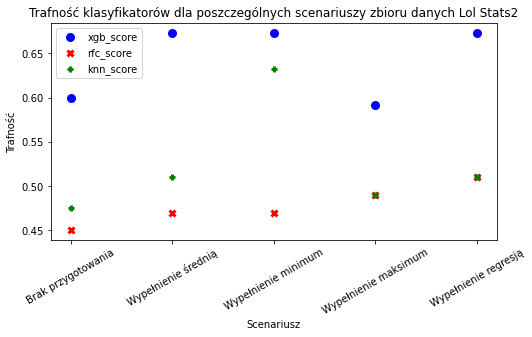 Trafność klasyfikatorów dla poszczególnych scenariuszy zbioru danych Lol Stats2
xgb_score
rfc_score
knn_score
0.65
0.60
0.55
0.50
0.45
Trafność
Brak przygotowania
Wypełnienie średnią
Wypełnienie minimum
Wypełnienie maksimum
Wypełnienie regresją
Scenariusz